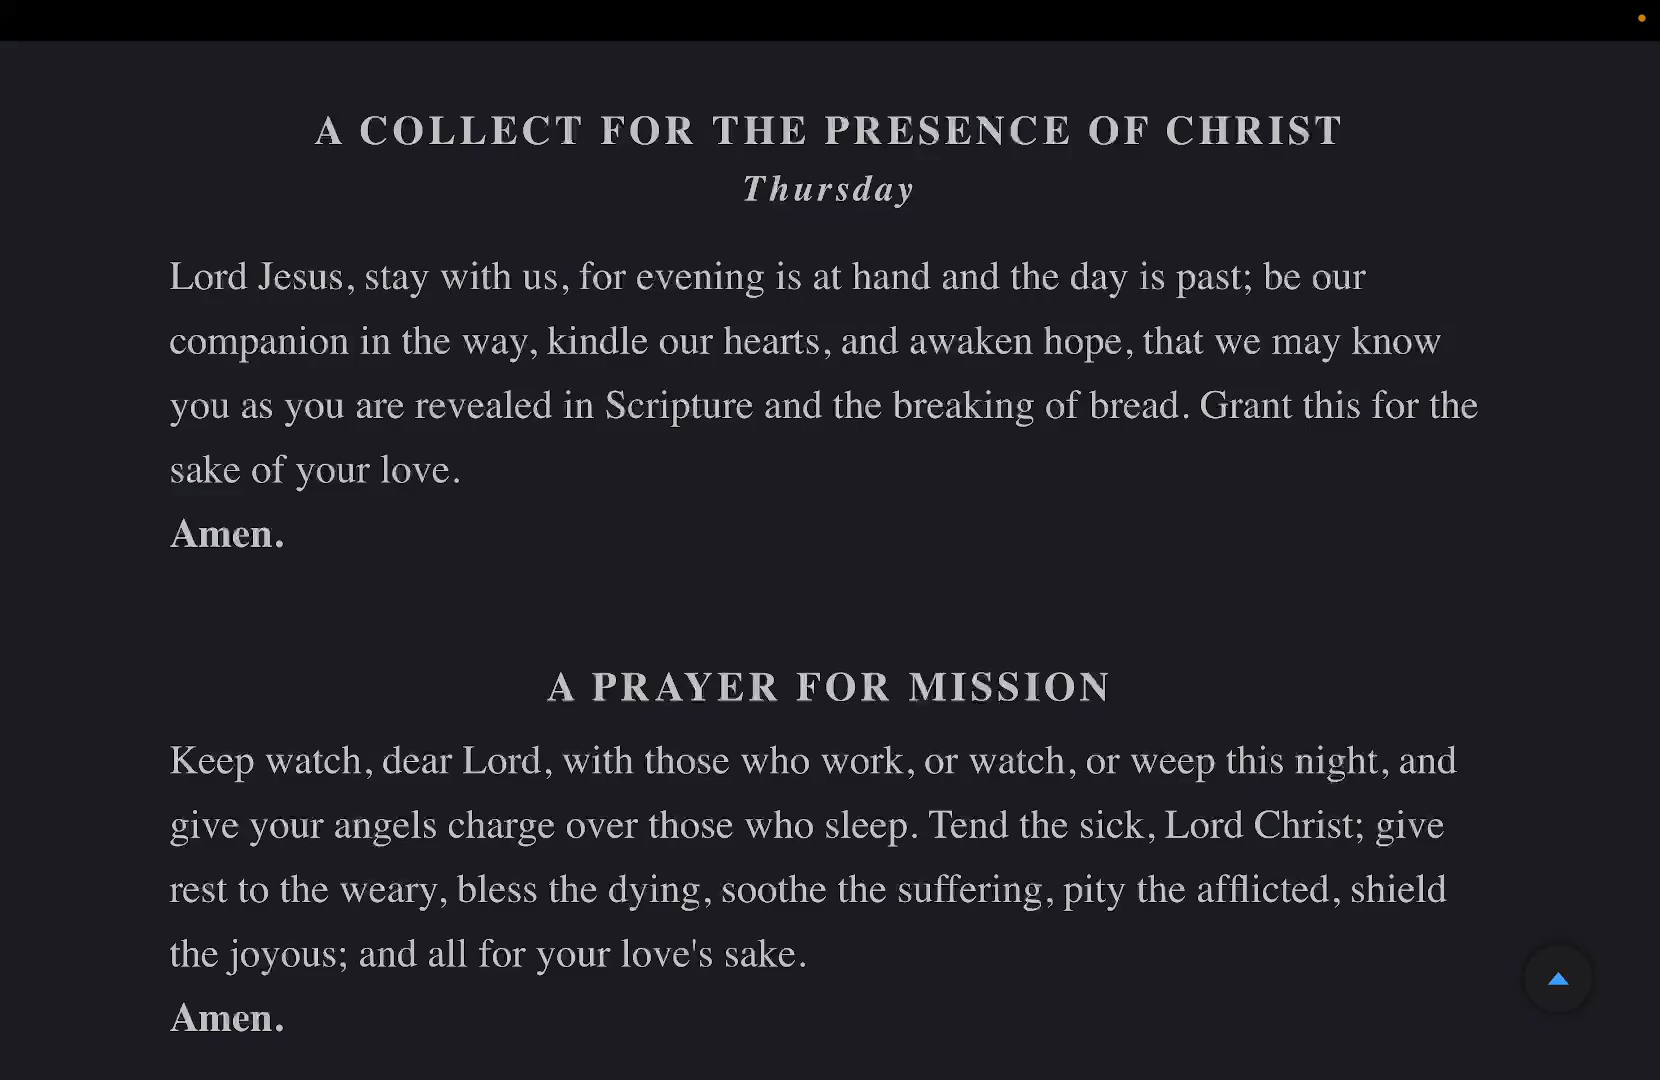 A COLLECT FOR THE PRESENCE OF CHRIST
Thursday
Lord Jesus, stay with us, for evening is at hand and the day is past; be our
companion in the way, kindle our hearts, and awaken hope, that we may know
you as you are revealed in Scripture and the breaking of bread. Grant this for the
sake of your love.
Amen.
A PRAYER FOR MISSION
Keep watch, dear Lord, with those who work, or watch, or weep this night, and
give your angels charge over those who sleep. Tend the sick, Lord Christ; give
rest to the weary, bless the dying, soothe the suffering, pity the afflicted, shield
the joyous; and all for your love's sake.
Amen.